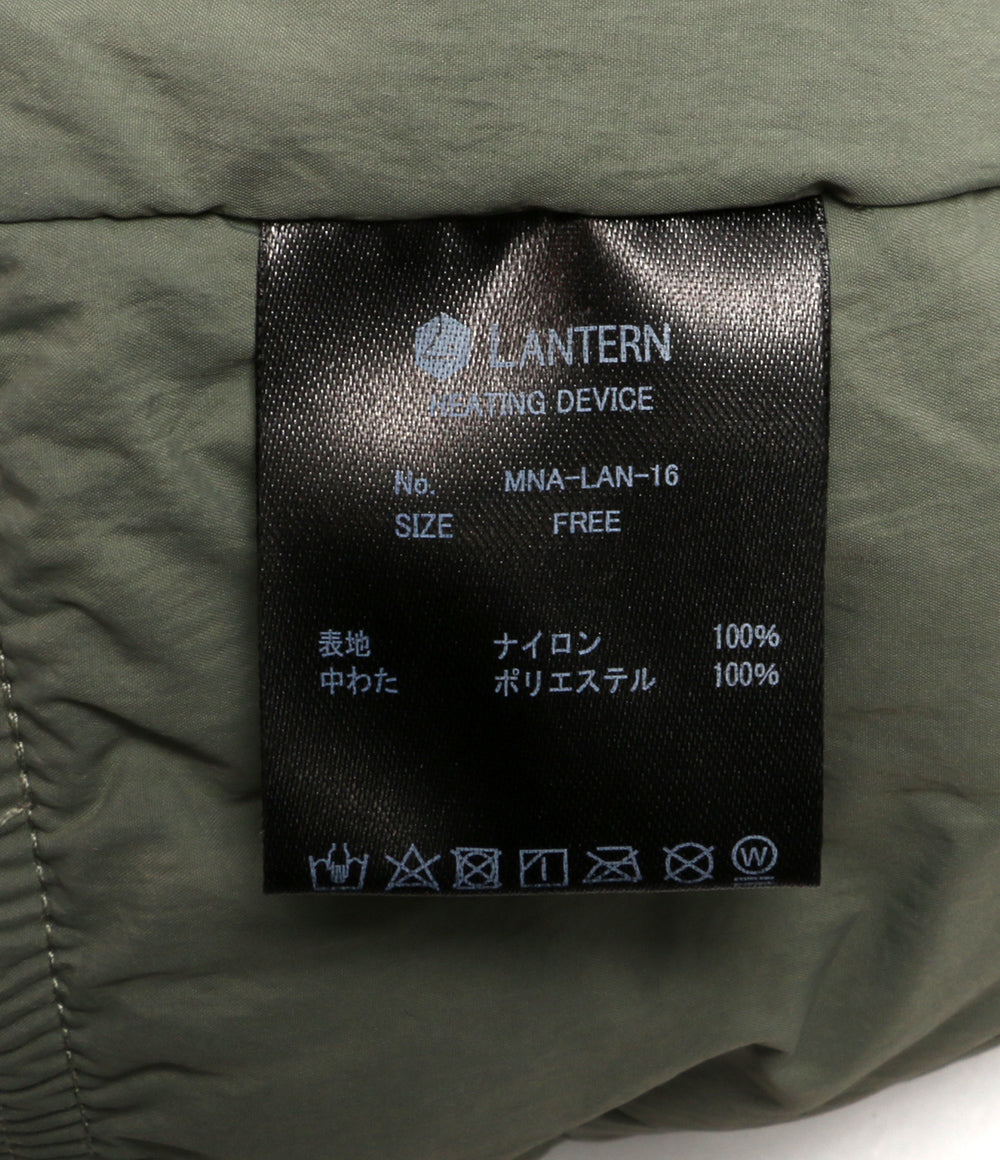 LANTERN
HEATING DEVICE
No. MNA-LAN-16
SIZE FREE
表地 ナイロン 100%
中わた ポリエステル 100%
W